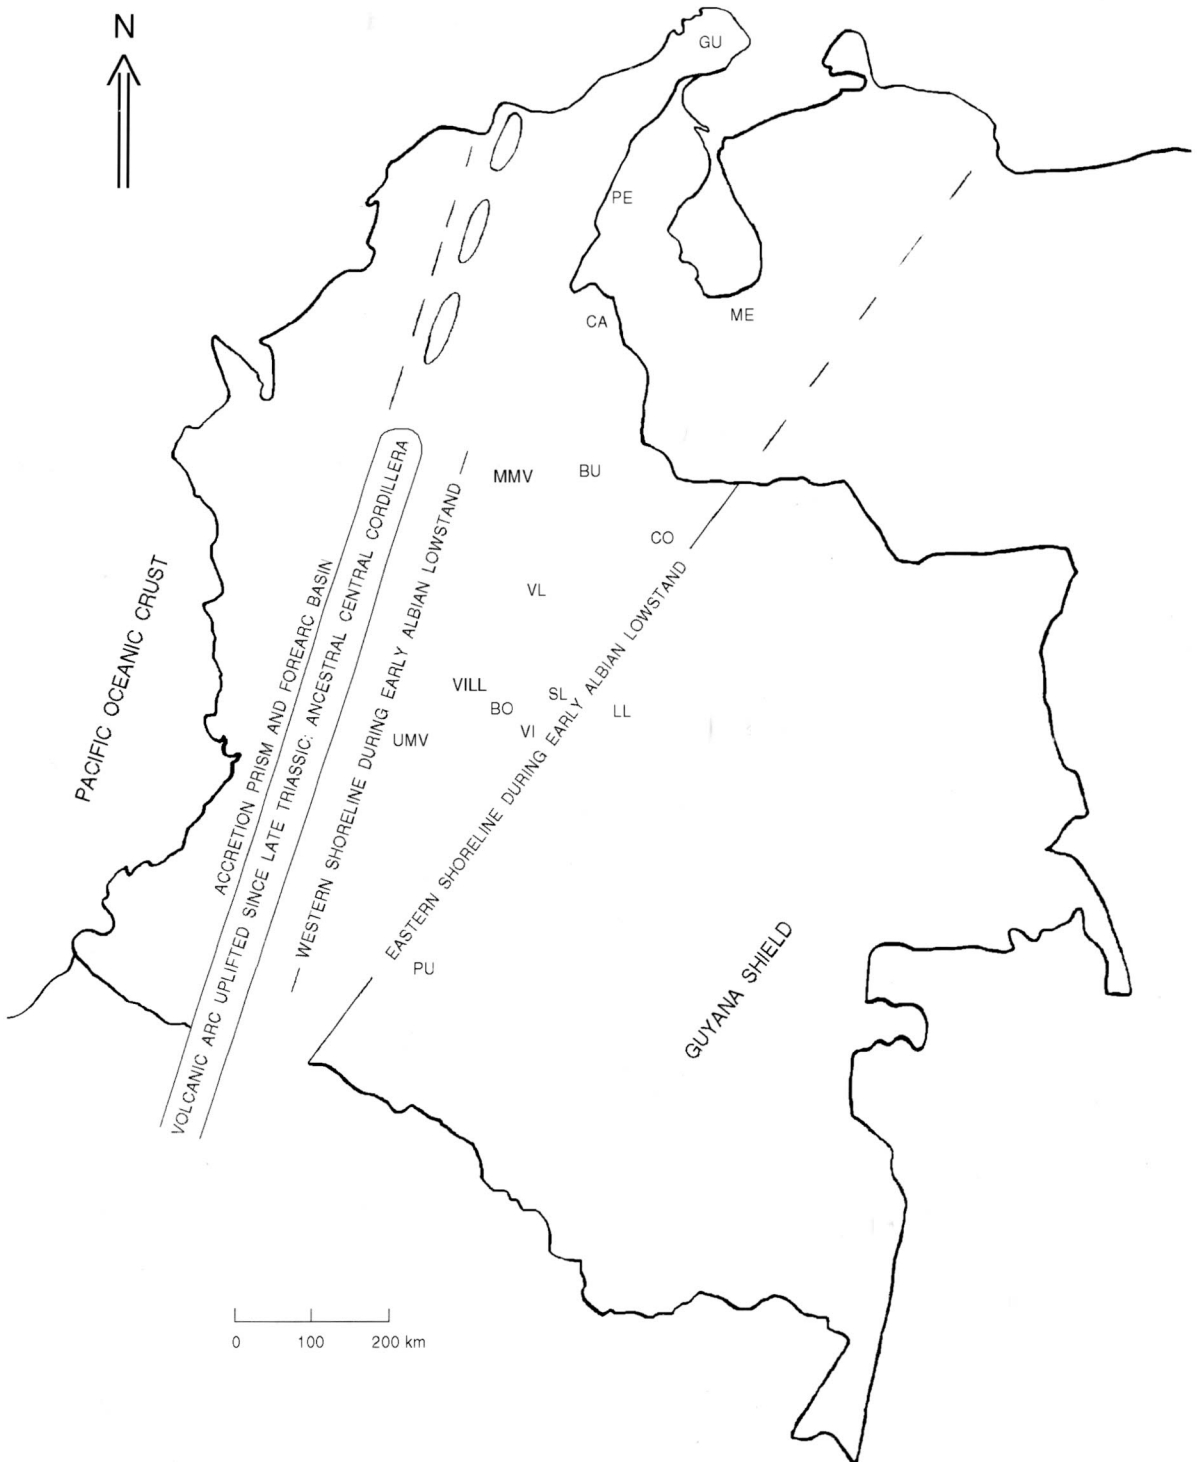 N
GU
PE
CA
ME
MMV
BU
CO
VL
VILL
BO
SL
VI
LL
UMV
PU
PACIFIC OCEANIC CRUST
ACCRETION PRISM AND FOREARC BASIN
VOLCANIC ARC UPLIFTED SINCE LATE TRIASSIC: ANCESTRAL CENTRAL CORDILLERA
WESTERN SHORELINE DURING EARLY ALBIAN LOWSTAND
EASTERN SHORELINE DURING EARLY ALBIAN LOWSTAND
GUYANA SHIELD
0 100 200 km